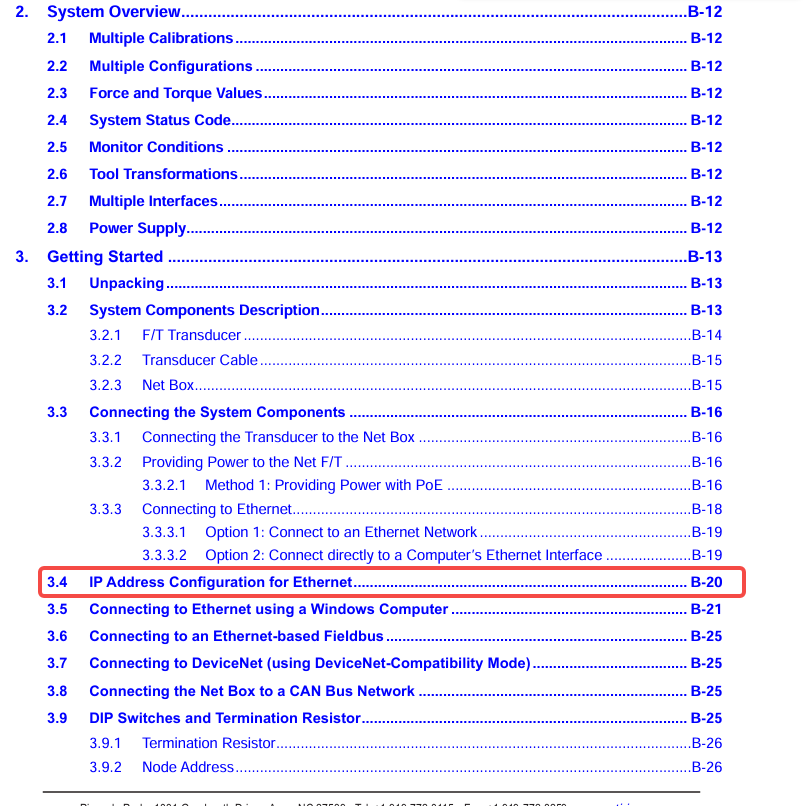 2. System Overview B-12
2.1 Multiple Calibrations B-12
2.2 Multiple Configurations B-12
2.3 Force and Torque Values B-12
2.4 System Status Code B-12
2.5 Monitor Conditions B-12
2.6 Tool Transformations B-12
2.7 Multiple Interfaces B-12
2.8 Power Supply B-12
3. Getting Started B-13
3.1 Unpacking B-13
3.2 System Components Description B-13
3.2.1 F/T Transducer B-14
3.2.2 Transducer Cable B-15
3.2.3 Net Box B-15
3.3 Connecting the System Components B-16
3.3.1 Connecting the Transducer to the Net Box B-16
3.3.2 Providing Power to the Net F/T B-16
3.3.2.1 Method 1: Providing Power with PoE B-16
3.3.3 Connecting to Ethernet B-18
3.3.3.1 Option 1: Connect to an Ethernet Network B-19
3.3.3.2 Option 2: Connect directly to a Computer's Ethernet Interface B-19
3.4 IP Address Configuration for Ethernet B-20
3.5 Connecting to Ethernet using a Windows Computer B-21
3.6 Connecting to an Ethernet-based Fieldbus B-25
3.7 Connecting to DeviceNet (using DeviceNet-Compatibility Mode) B-25
3.8 Connecting the Net Box to a CAN Bus Network B-25
3.9 DIP Switches and Termination Resistor B-25
3.9.1 Termination Resistor B-26
3.9.2 Node Address B-26